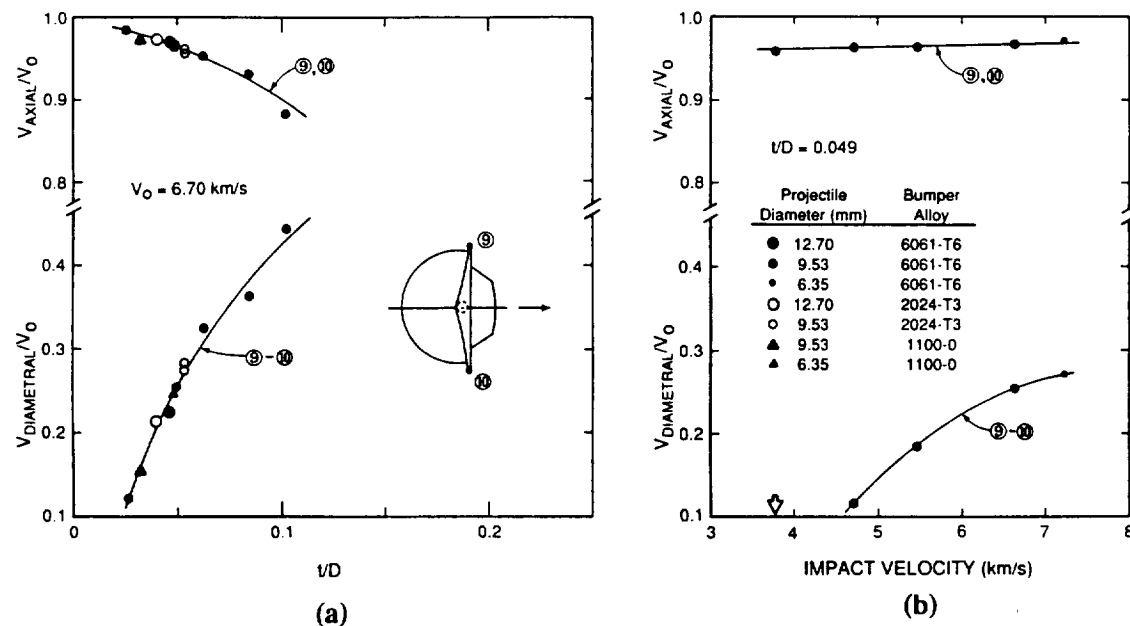 (a)
1.0
0.9
0.8
V_AXIAL/V_O
⑨,⑩
V_O = 6.70 km/s
0.4
0.3
0.2
0.1
V_DIAMETRAL/V_O
⑨
⑨–⑩
⑩
0
0.1
0.2
t/D
(a)
(b)
1.0
0.9
0.8
V_AXIAL/V_O
⑨,⑩
t/D = 0.049
Projectile Bumper
Diameter (mm) Alloy
12.70 6061-T6
9.53 6061-T6
6.35 6061-T6
12.70 2024-T3
9.53 2024-T3
9.53 1100-0
6.35 1100-0
0.4
0.3
0.2
0.1
V_DIAMETRAL/V_O
⑨–⑩
3 4 5 6 7 8
IMPACT VELOCITY (km/s)
(b)